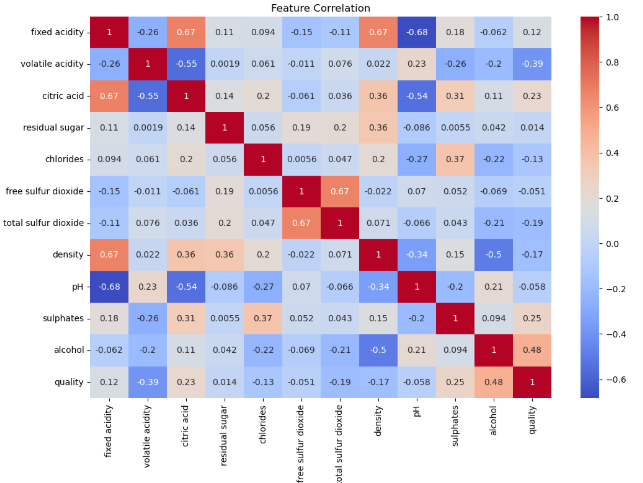 Feature Correlation
fixed acidity 1 -0.26 0.67 0.11 0.094 -0.15 -0.11 0.67 -0.68 0.18 -0.062 0.12
volatile acidity -0.26 1 -0.55 0.0019 0.061 -0.011 0.076 0.022 0.23 -0.26 -0.2 -0.39
citric acid 0.67 -0.55 1 0.14 0.2 -0.061 0.036 0.36 -0.54 0.31 0.11 0.23
residual sugar 0.11 0.0019 0.14 1 0.056 0.19 0.2 0.36 -0.086 0.0055 0.042 0.014
chlorides 0.094 0.061 0.2 0.056 1 0.0056 0.047 0.2 -0.27 0.37 -0.22 -0.13
free sulfur dioxide -0.15 -0.011 -0.061 0.19 0.0056 1 0.67 -0.022 0.07 0.052 -0.069 -0.051
total sulfur dioxide -0.11 0.076 0.036 0.2 0.047 0.67 1 0.071 -0.066 0.043 -0.21 -0.19
density 0.67 0.022 0.36 0.36 0.2 -0.022 0.071 1 -0.34 0.15 -0.5 -0.17
pH -0.68 0.23 -0.54 -0.086 -0.27 0.07 -0.066 -0.34 1 -0.2 0.21 -0.058
sulphates 0.18 -0.26 0.31 0.0055 0.37 0.052 0.043 0.15 -0.2 1 0.094 0.25
alcohol -0.062 -0.2 0.11 0.042 -0.22 -0.069 -0.21 -0.5 0.21 0.094 1 0.48
quality 0.12 -0.39 0.23 0.014 -0.13 -0.051 -0.19 -0.17 -0.058 0.25 0.48 1
fixed acidity
volatile acidity
citric acid
residual sugar
chlorides
free sulfur dioxide
total sulfur dioxide
density
pH
sulphates
alcohol
quality
1.0
0.8
0.6
0.4
0.2
0.0
−0.2
−0.4
−0.6